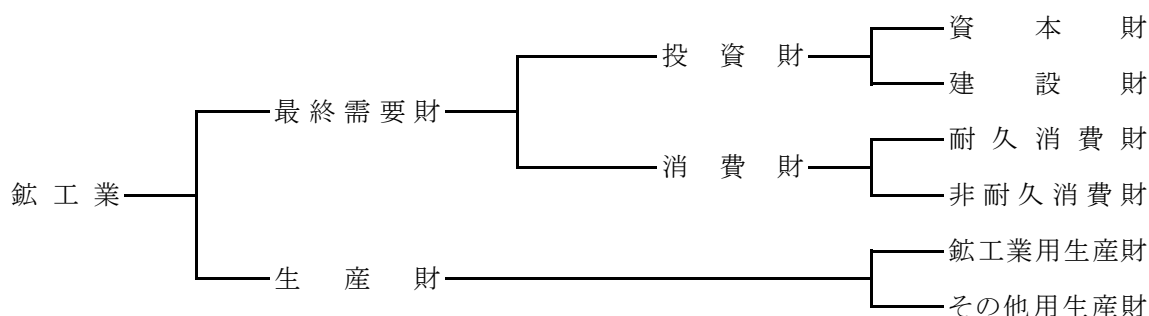 資本財
投資財
建設財
最終需要財
耐久消費財
消費財
鉱工業
非耐久消費財
鉱工業用生産財
生産財
その他用生産財